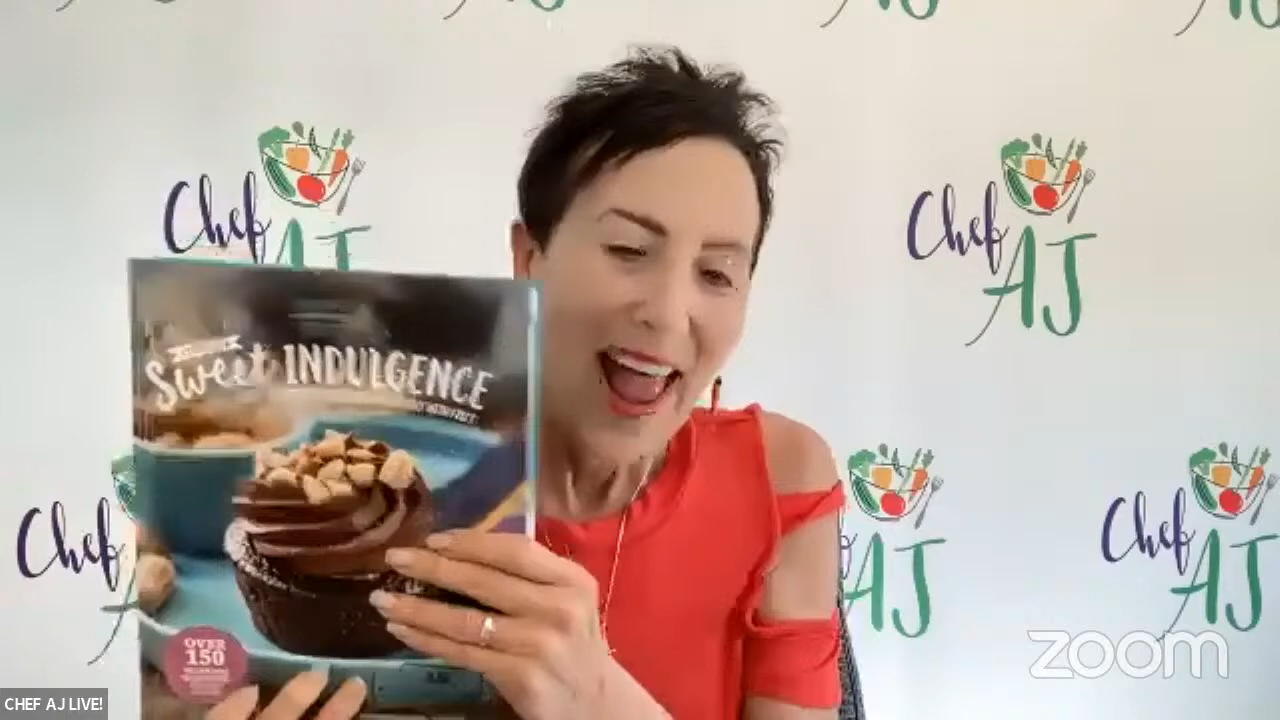 Chef
AJ
Chef
AJ
Sweet INDULGENCE
OVER
150
Chef
AJ
Chef
AJ
zoom
CHEF AJ LIVE!